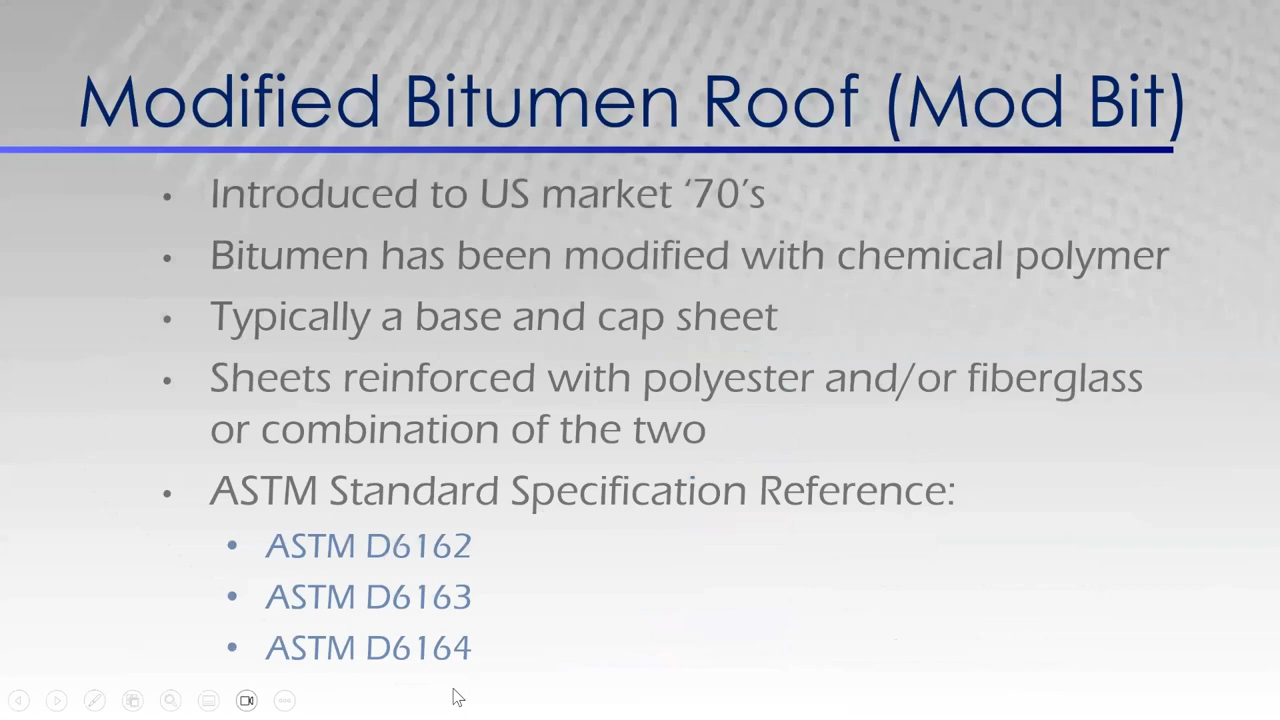 Modified Bitumen Roof (Mod Bit)
• Introduced to US market ‘70’s
• Bitumen has been modified with chemical polymer
• Typically a base and cap sheet
• Sheets reinforced with polyester and/or fiberglass
or combination of the two
• ASTM Standard Specification Reference:
• ASTM D6162
• ASTM D6163
• ASTM D6164